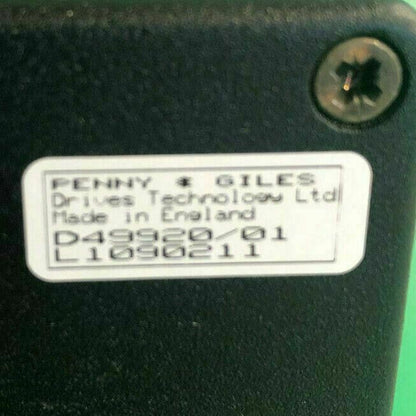 PENNY & GILES
Drives Technology Ltd
Made in England
D49920/01
L1090211